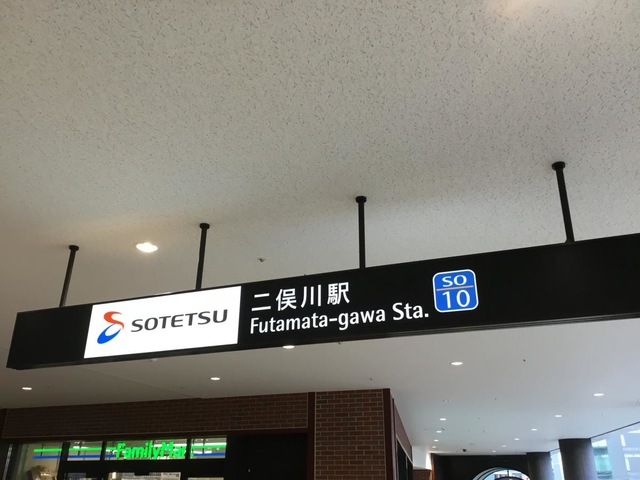 SOTETSU
二俣川駅
Futamata-gawa Sta.
SO
10
FamilyMart